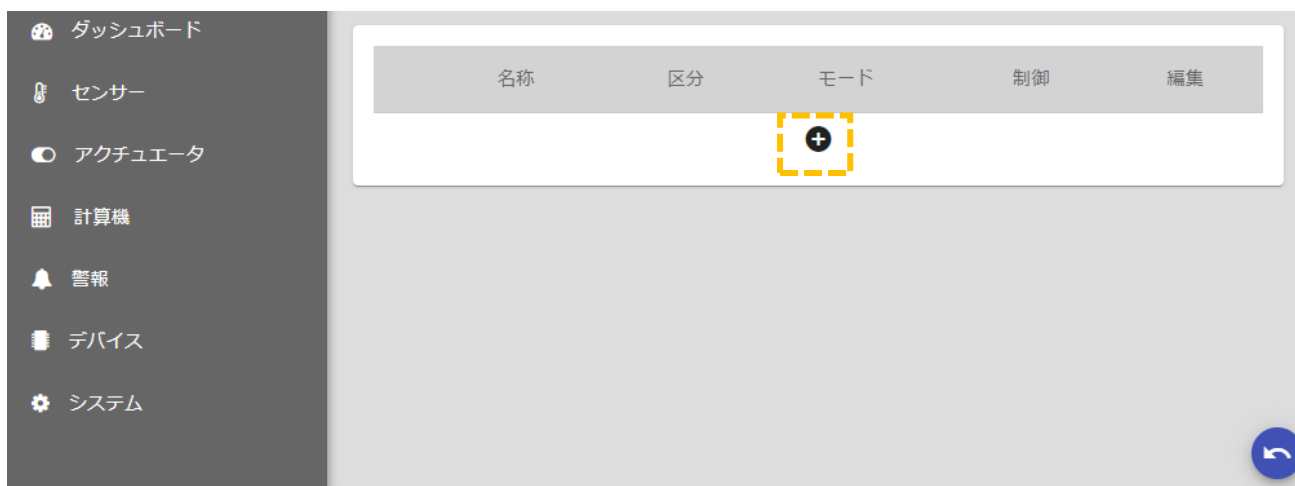 ダッシュボード
センサー
アクチュエータ
計算機
警報
デバイス
システム
名称 区分 モード 制御 編集